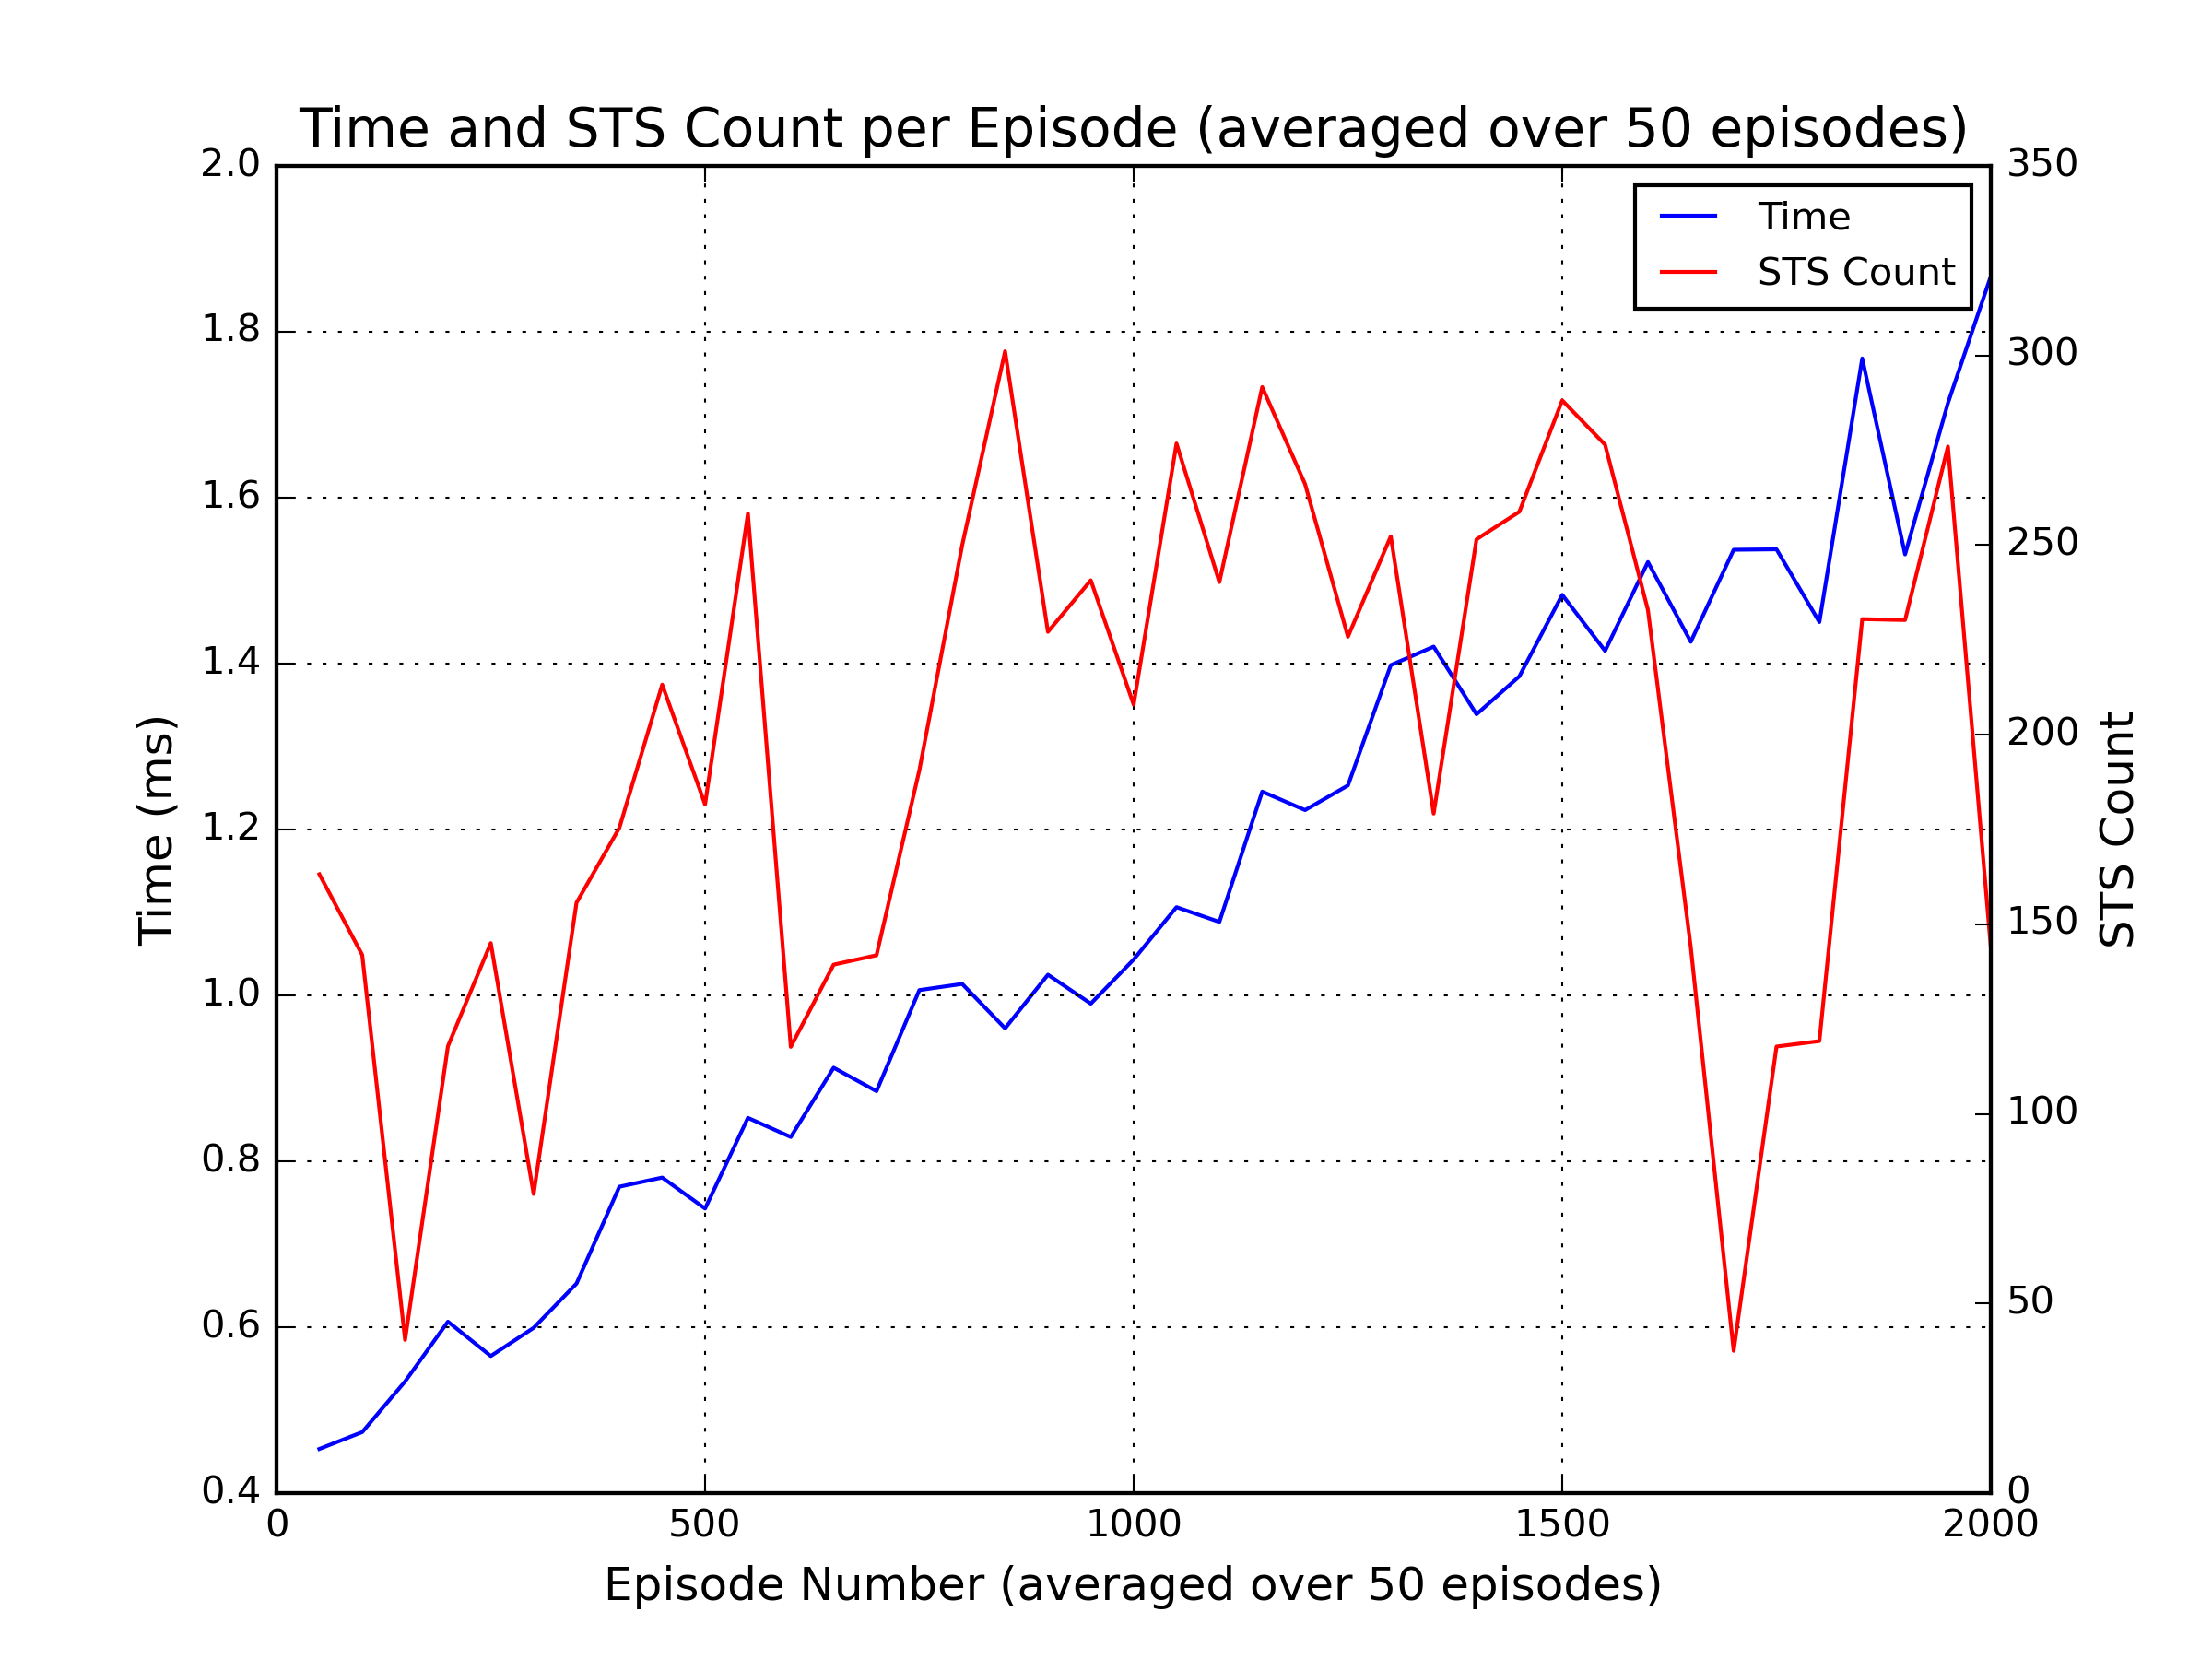 Time and STS Count per Episode (averaged over 50 episodes)
2.0
1.8
1.6
1.4
1.2
1.0
0.8
0.6
0.4
Time (ms)
350
300
250
200
150
100
50
0
STS Count
Time
STS Count
0 500 1000 1500 2000
Episode Number (averaged over 50 episodes)